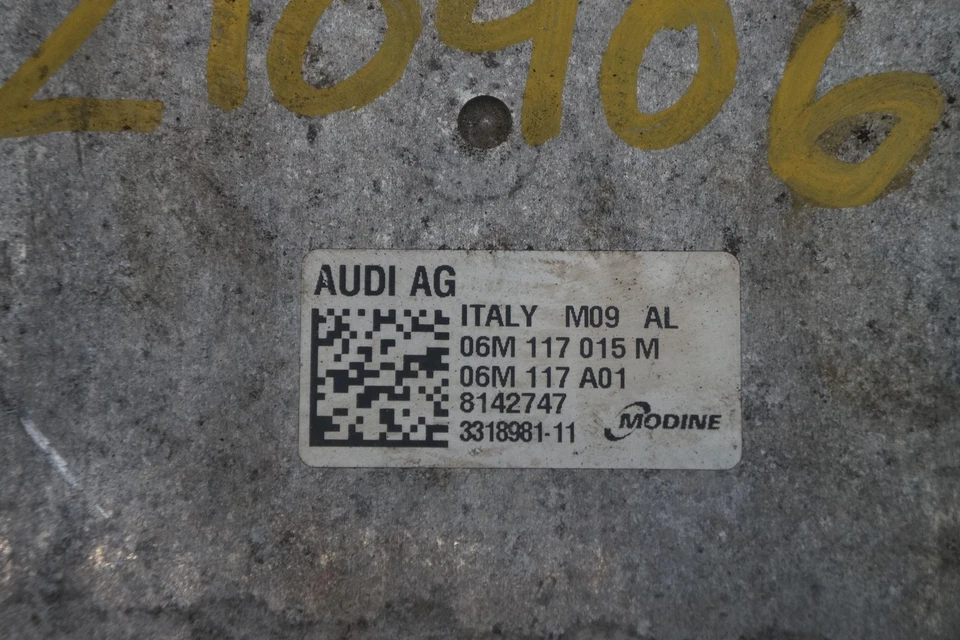 210906
AUDI AG
ITALY M09 AL
06M 117 015 M
06M 117 A01
8142747
3318981-11
MODINE